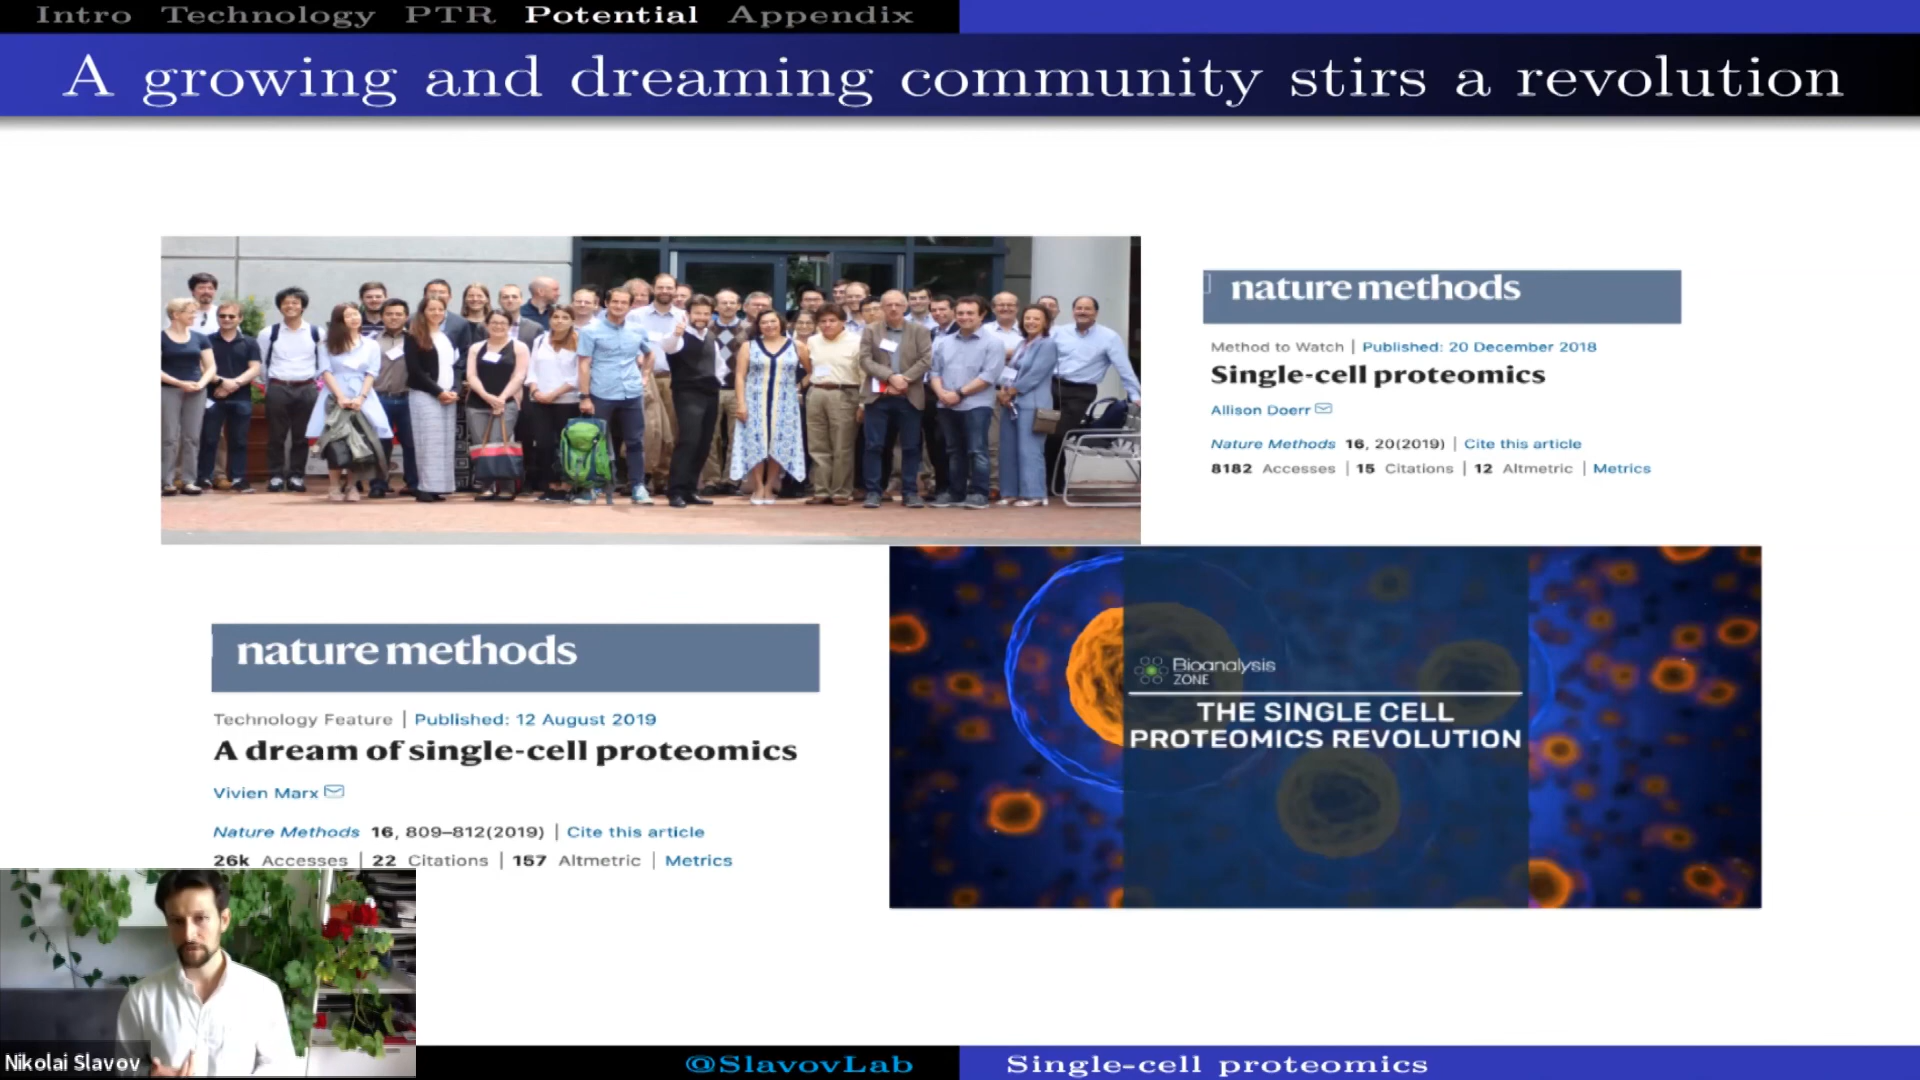 Intro Technology PTR Potential Appendix
A growing and dreaming community stirs a revolution
nature methods
Method to Watch | Published: 20 December 2018
Single-cell proteomics
Allison Doerr
Nature Methods 16, 20(2019) | Cite this article
8182 Accesses | 15 Citations | 12 Altmetric | Metrics
nature methods
Technology Feature | Published: 12 August 2019
A dream of single-cell proteomics
Vivien Marx
Nature Methods 16, 809–812(2019) | Cite this article
26k Accesses | 22 Citations | 157 Altmetric | Metrics
Bioanalysis
ZONE
THE SINGLE CELL
PROTEOMICS REVOLUTION
Nikolai Slavov
@SlavovLab
Single-cell proteomics